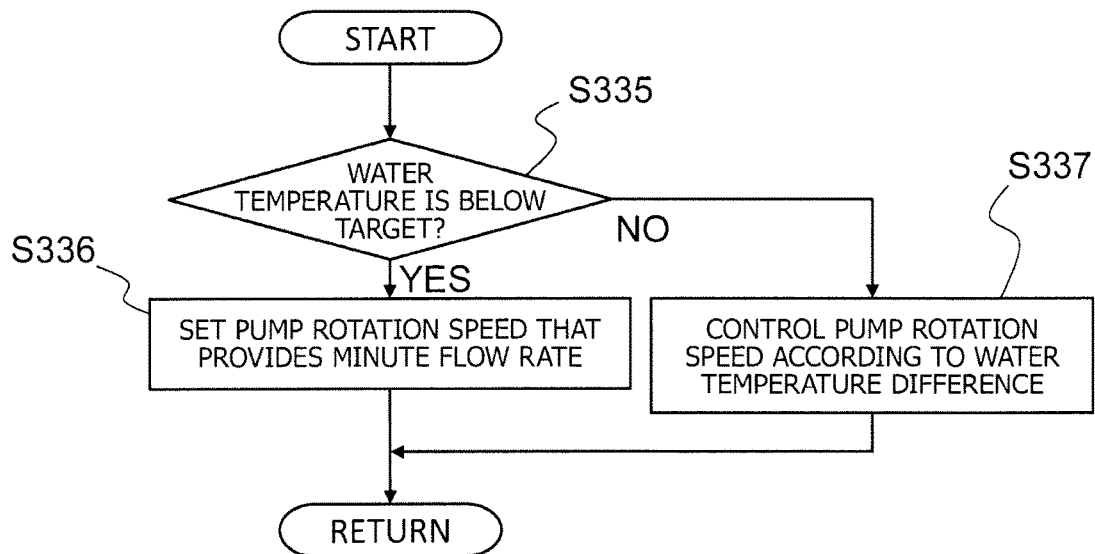 START
S335
WATER
TEMPERATURE IS BELOW
TARGET?
S337
NO
S336
YES
SET PUMP ROTATION SPEED THAT
PROVIDES MINUTE FLOW RATE
CONTROL PUMP ROTATION
SPEED ACCORDING TO WATER
TEMPERATURE DIFFERENCE
RETURN